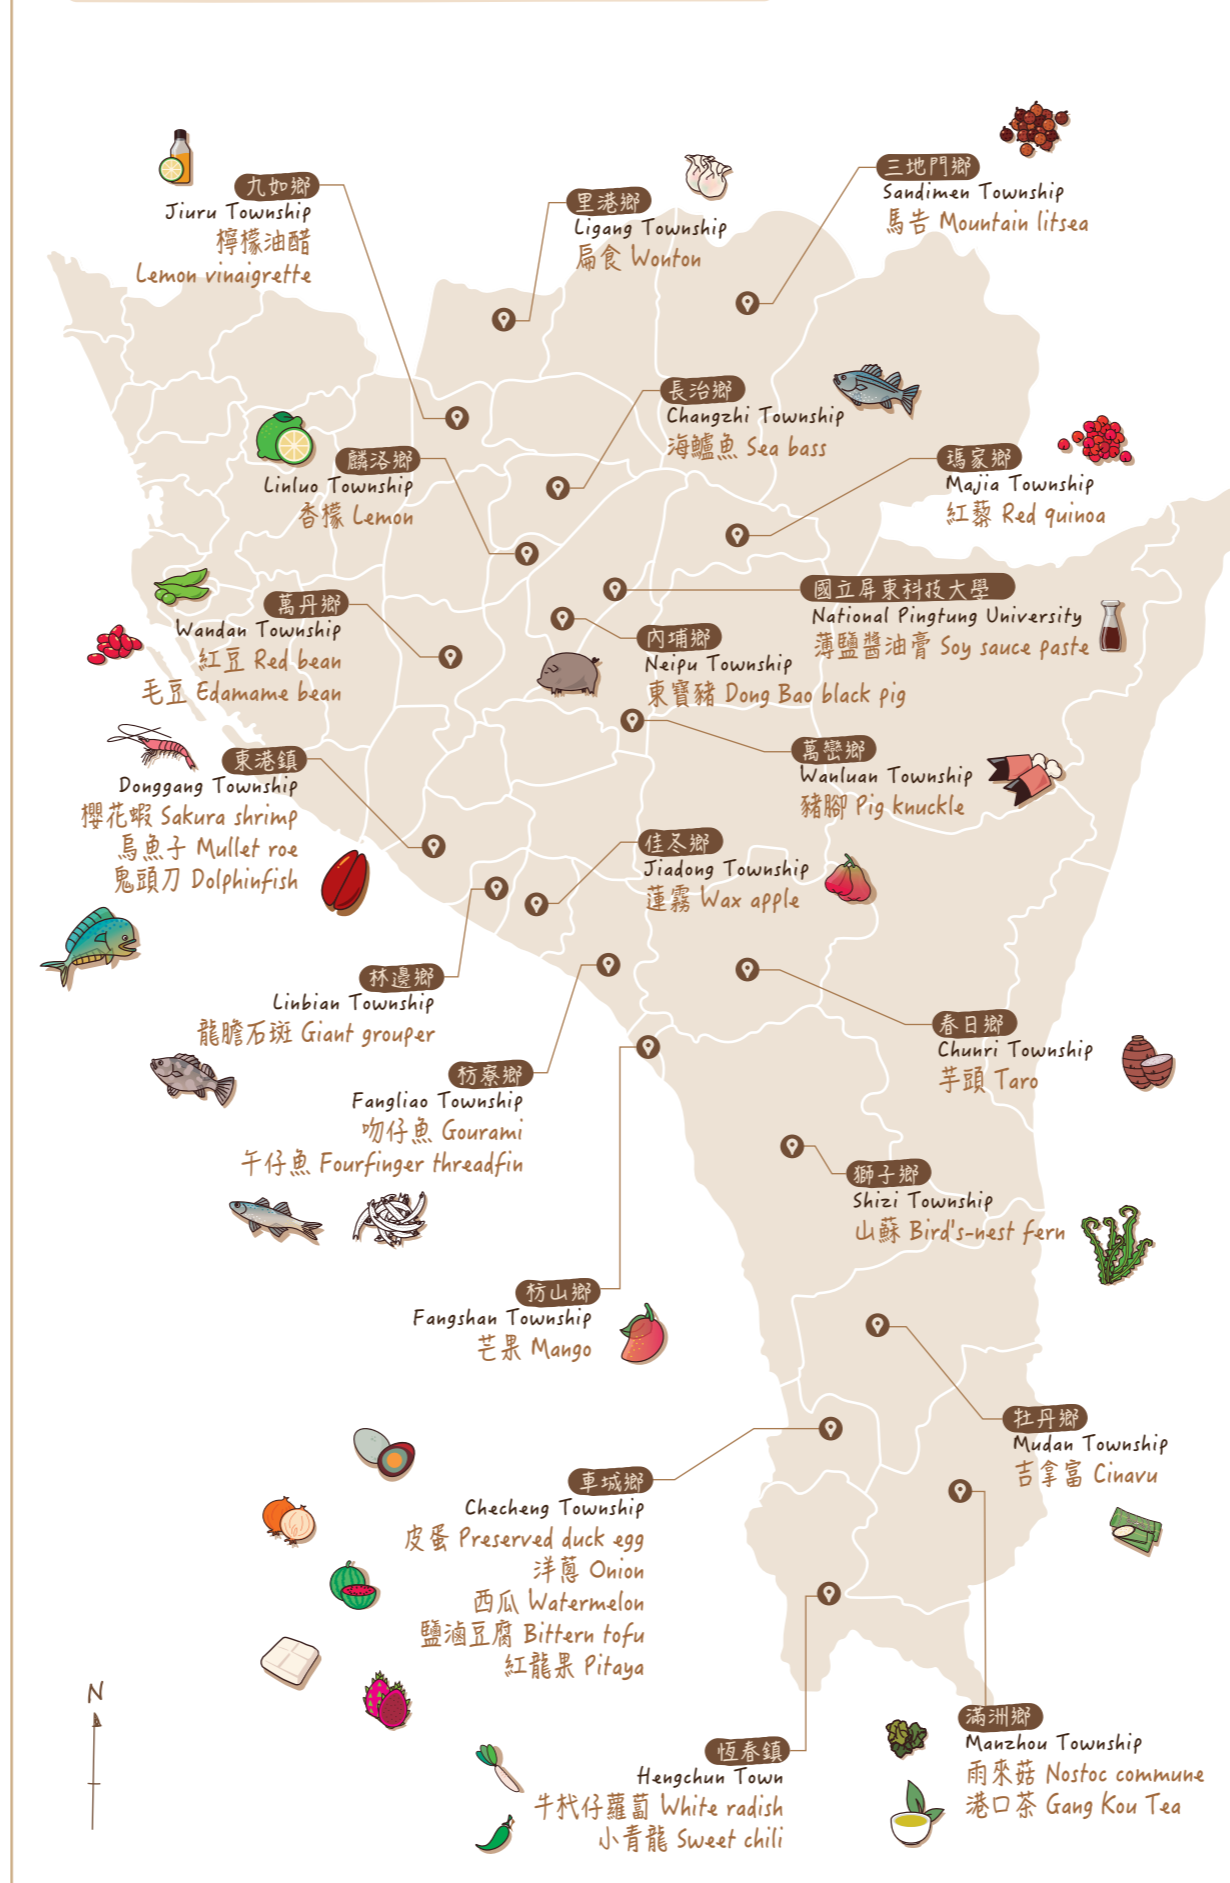 九如鄉
Jiuru Township
檸檬油醋
Lemon vinaigrette
里港鄉
Ligang Township
扁食 Wonton
三地門鄉
Sandimen Township
馬告 Mountain litsea
長治鄉
Changzhi Township
海鱸魚 Sea bass
麟洛鄉
Linluo Township
香檬 Lemon
瑪家鄉
Majia Township
紅藜 Red quinoa
國立屏東科技大學
National Pingtung University
薄鹽醬油膏 Soy sauce paste
萬丹鄉
Wandan Township
紅豆 Red bean
毛豆 Edamame bean
內埔鄉
Neipu Township
東寶豬 Dong Bao black pig
萬巒鄉
Wanluan Township
豬腳 Pig knuckle
東港鎮
Donggang Township
櫻花蝦 Sakura shrimp
烏魚子 Mullet roe
鬼頭刀 Dolphinfish
佳冬鄉
Jiadong Township
蓮霧 Wax apple
林邊鄉
Linbian Township
龍膽石斑 Giant grouper
春日鄉
Chunri Township
芋頭 Taro
枋寮鄉
Fangliao Township
吻仔魚 Gourami
午仔魚 Fourfinger threadfin
獅子鄉
Shizi Township
山蘇 Bird's-nest fern
枋山鄉
Fangshan Township
芒果 Mango
牡丹鄉
Mudan Township
吉拿富 Cinavu
車城鄉
Checheng Township
皮蛋 Preserved duck egg
洋蔥 Onion
西瓜 Watermelon
鹽滷豆腐 Bittern tofu
紅龍果 Pitaya
N
滿洲鄉
Manzhou Township
雨來菇 Nostoc commune
港口茶 Gang Kou Tea
恆春鎮
Hengchun Town
牛杙仔蘿蔔 White radish
小青龍 Sweet chili